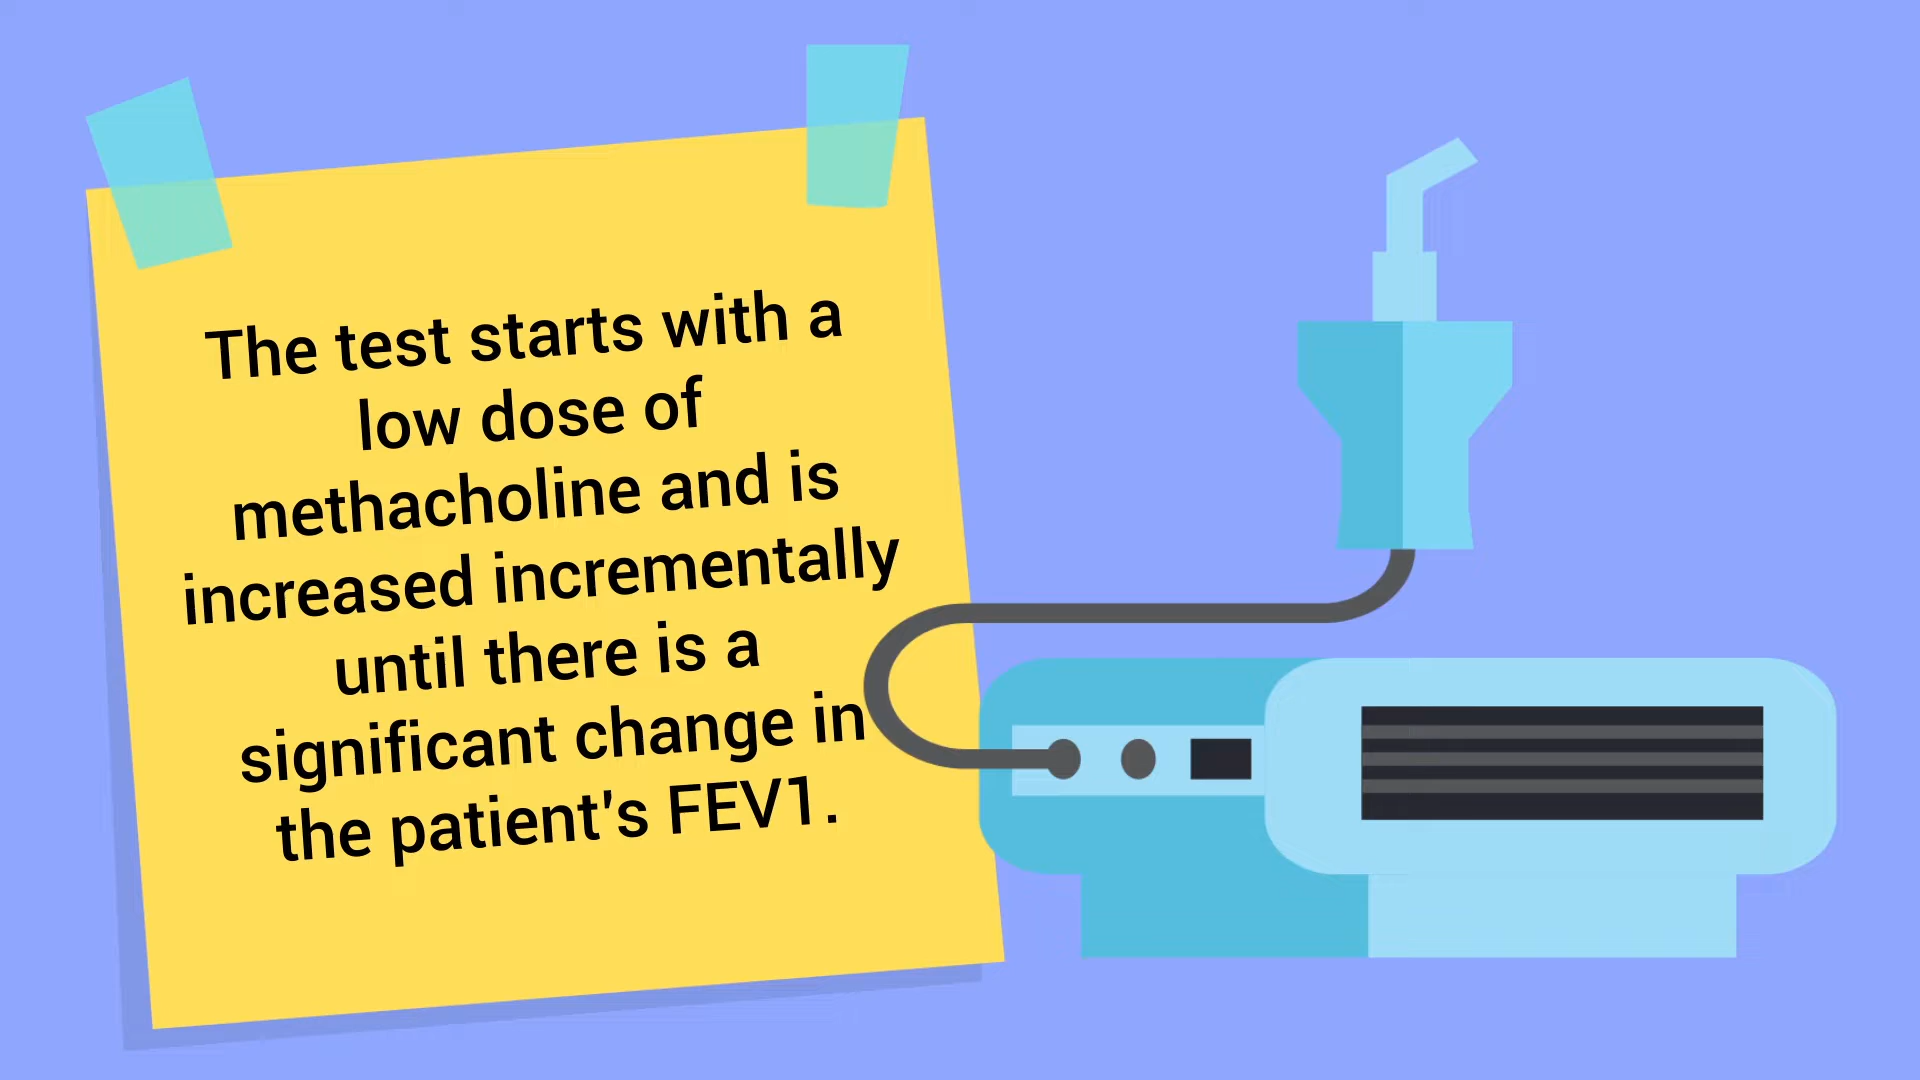 The test starts with a
low dose of
methacholine and is
increased incrementally
until there is a
significant change in
the patient's FEV1.